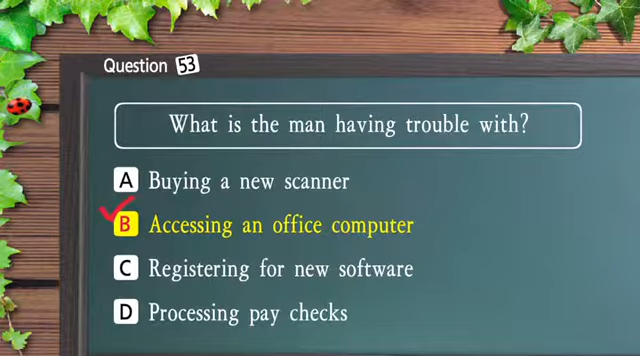 Question 53
What is the man having trouble with?
A Buying a new scanner
B Accessing an office computer
C Registering for new software
D Processing pay checks